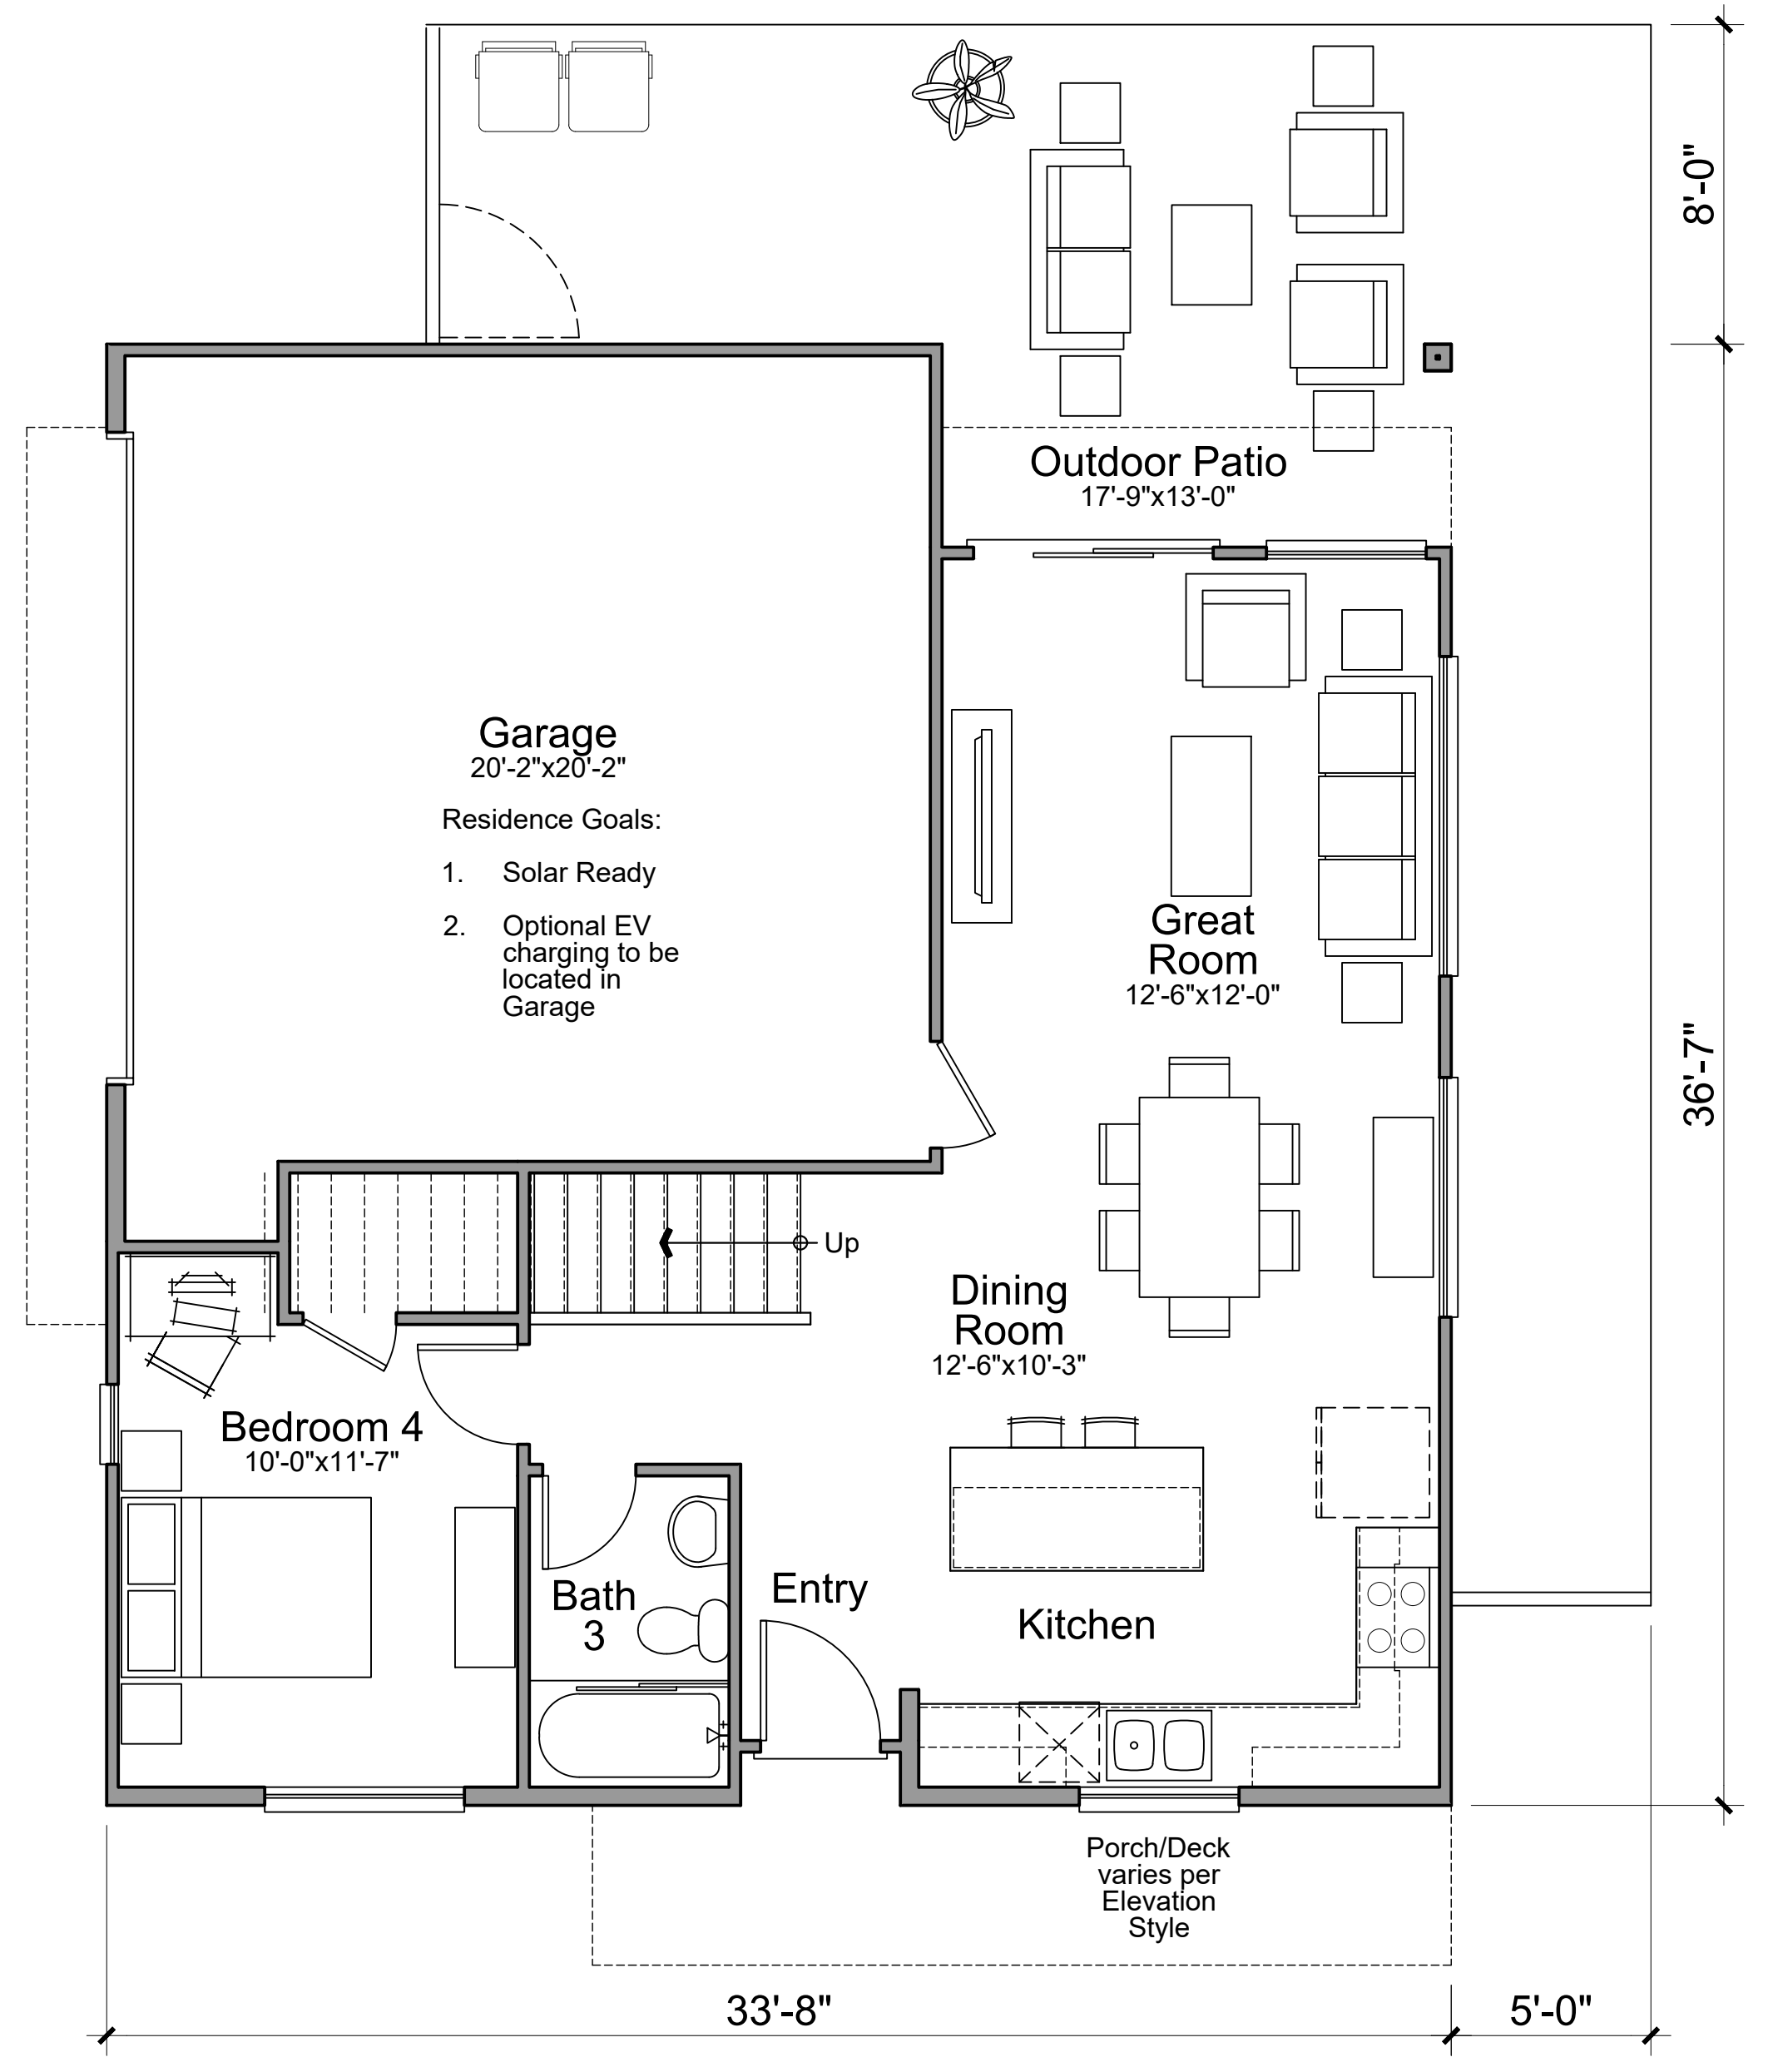 8'-0"
Outdoor Patio
17'-9"x13'-0"
Garage
20'-2"x20'-2"
Residence Goals:
1. Solar Ready
2. Optional EV
charging to be
located in
Garage
Great
Room
12'-6"x12'-0"
36'-7"
Up
Dining
Room
12'-6"x10'-3"
Bedroom 4
10'-0"x11'-7"
Bath
3
Entry
Kitchen
Porch/Deck
varies per
Elevation
Style
33'-8"
5'-0"